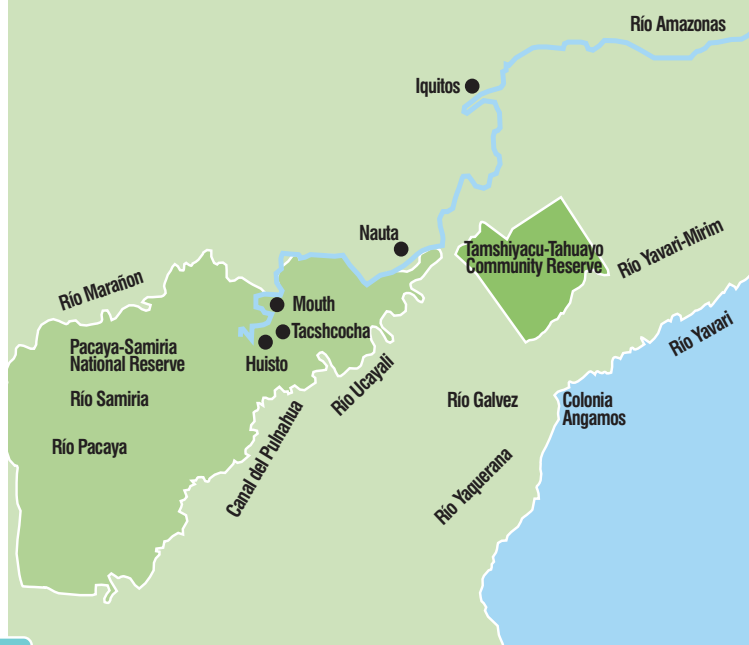 Río Amazonas
Iquitos
Nauta
Tamshiyacu-Tahuayo
Community Reserve
Río Yavari-Mirim
Río Marañon
Mouth
Tacshcocha
Huisto
Río Yavari
Pacaya-Samiria
National Reserve
Río Samiria
Río Ucayali
Río Galvez
Colonia
Angamos
Río Pacaya
Canal del Pulnahua
Río Yaquerana